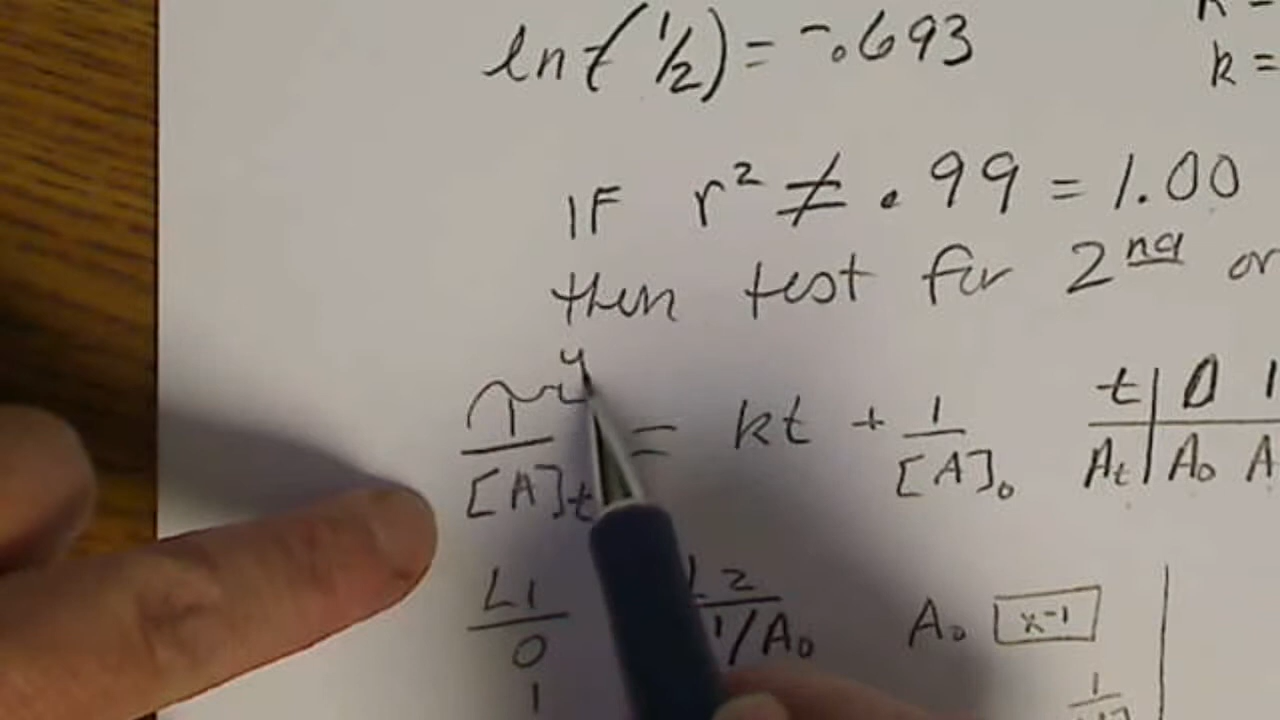 ln(1/2) = -.693
k =
IF r² ≠ .99 = 1.00
then test for 2nd or
y
1/[A]t = kt + 1/[A]0
t | 0 1
At | A0 A
L1 L2
0 1/A0 A0 x-1
1